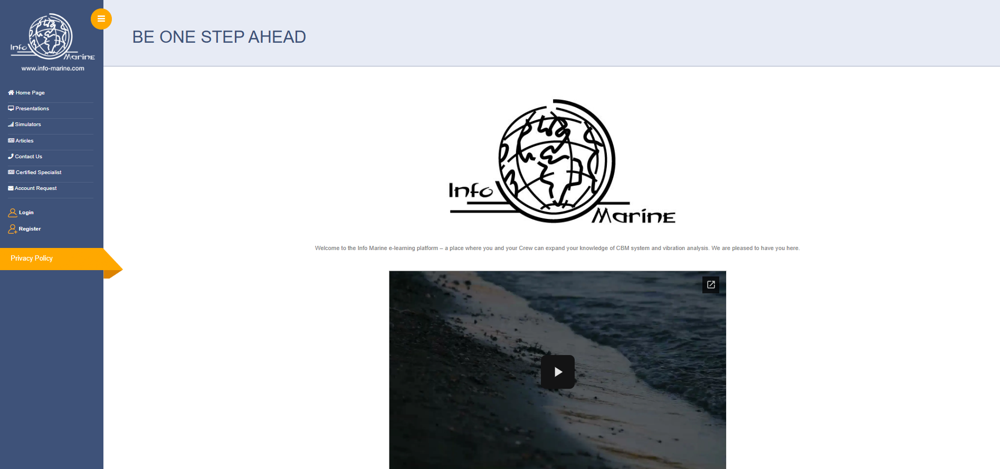 Info
Marine
www.info-marine.com
Home Page
Presentations
Simulators
Articles
Contact Us
Certified Specialist
Account Request
Login
Register
Privacy Policy
BE ONE STEP AHEAD
Info
Marine
Welcome to the Info Marine e-learning platform – a place where you and your Crew can expand your knowledge of CBM system and vibration analysis. We are pleased to have you here.